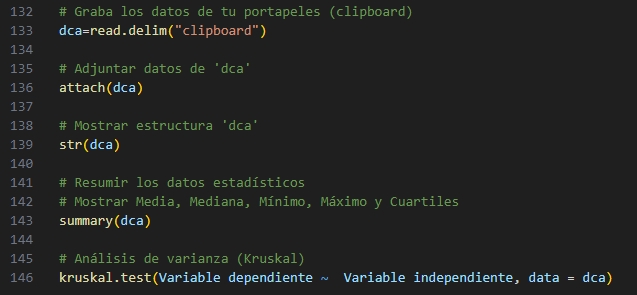 132 # Graba los datos de tu portapeles (clipboard)
133 dca=read.delim("clipboard")
134
135 # Adjuntar datos de 'dca'
136 attach(dca)
137
138 # Mostrar estructura 'dca'
139 str(dca)
140
141 # Resumir los datos estadísticos
142 # Mostrar Media, Mediana, Mínimo, Máximo y Cuartiles
143 summary(dca)
144
145 # Análisis de varianza (Kruskal)
146 kruskal.test(Variable dependiente ~  Variable independiente, data = dca)